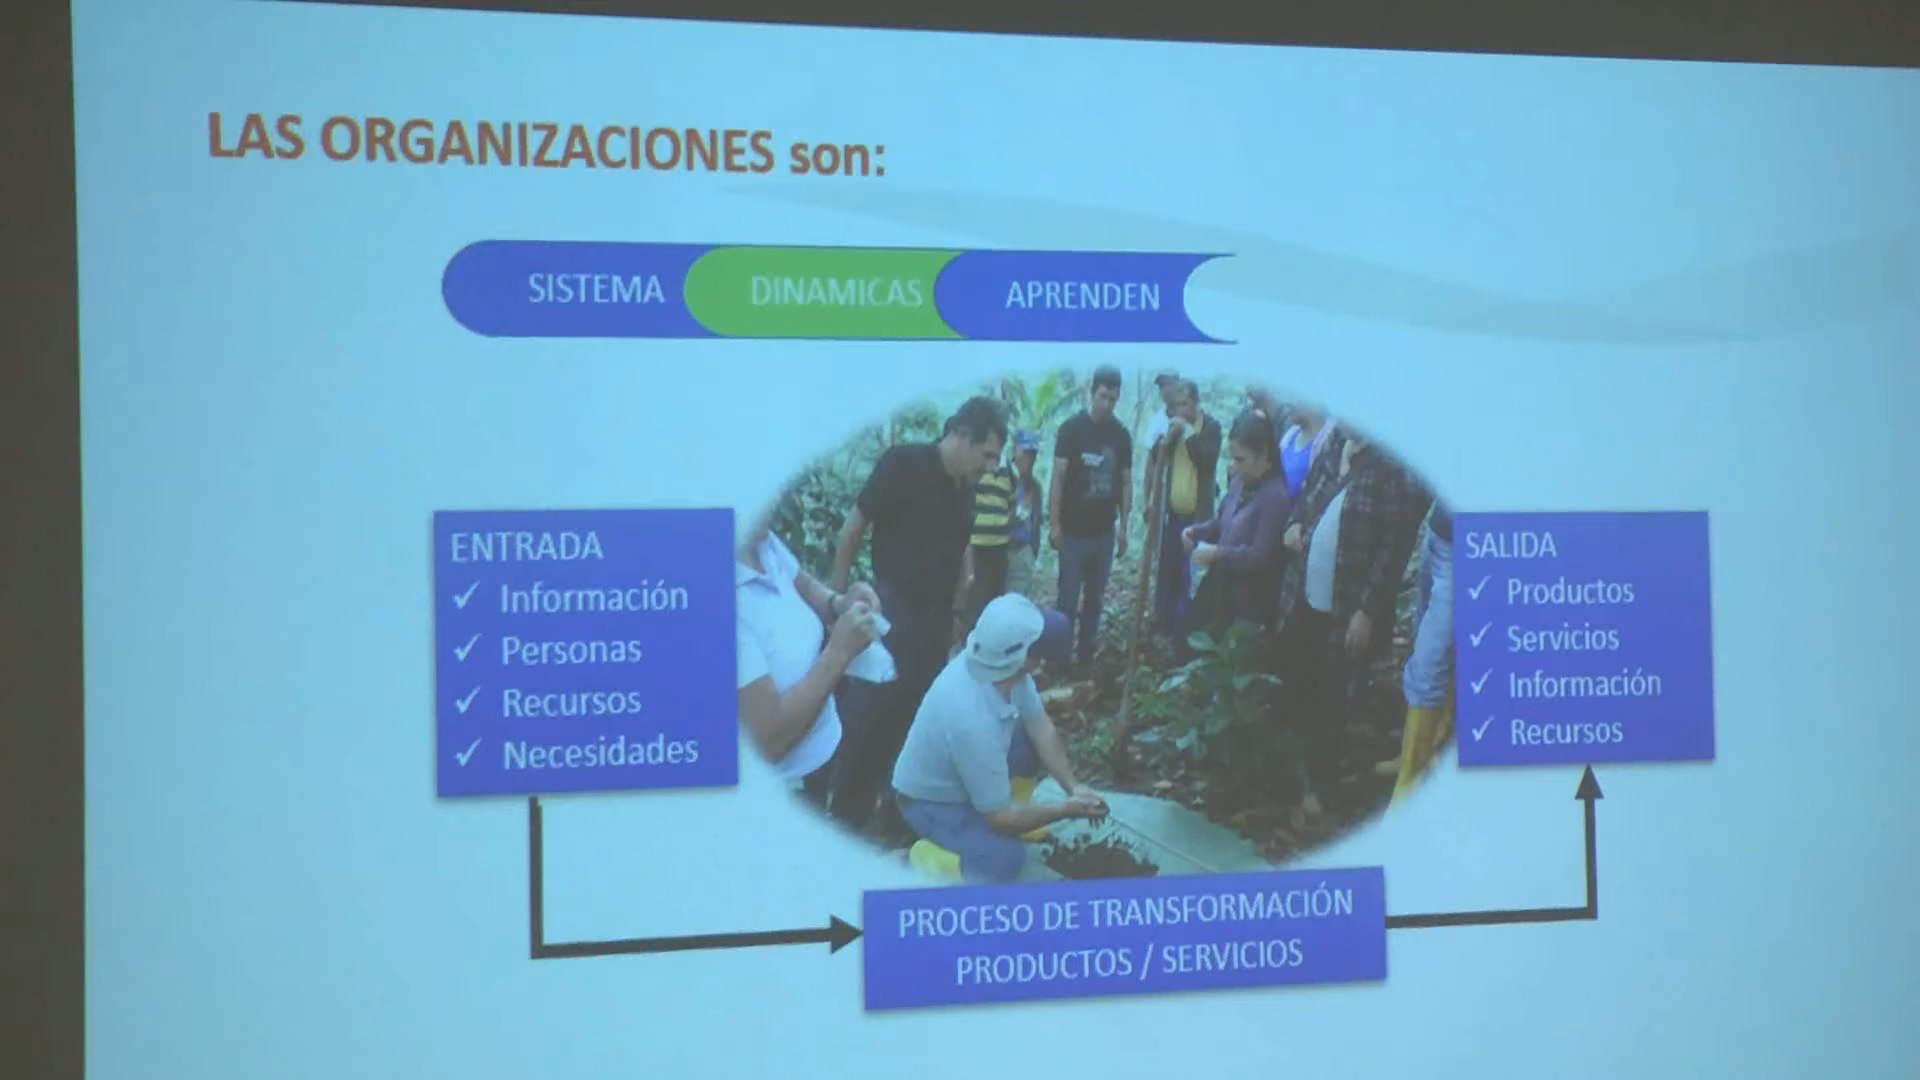 LAS ORGANIZACIONES son:
SISTEMA
DINAMICAS
APRENDEN
ENTRADA
✓ Información
✓ Personas
✓ Recursos
✓ Necesidades
SALIDA
✓ Productos
✓ Servicios
✓ Información
✓ Recursos
PROCESO DE TRANSFORMACIÓN
PRODUCTOS / SERVICIOS